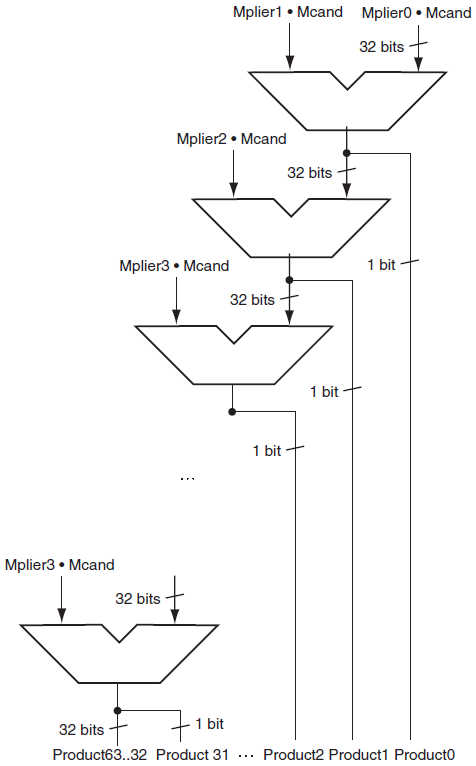 Mplier1 • Mcand Mplier0 • Mcand
32 bits
Mplier2 • Mcand
32 bits
1 bit
Mplier3 • Mcand
32 bits
1 bit
1 bit
...
Mplier3 • Mcand
32 bits
32 bits
1 bit
Product63..32 Product 31 ... Product2 Product1 Product0